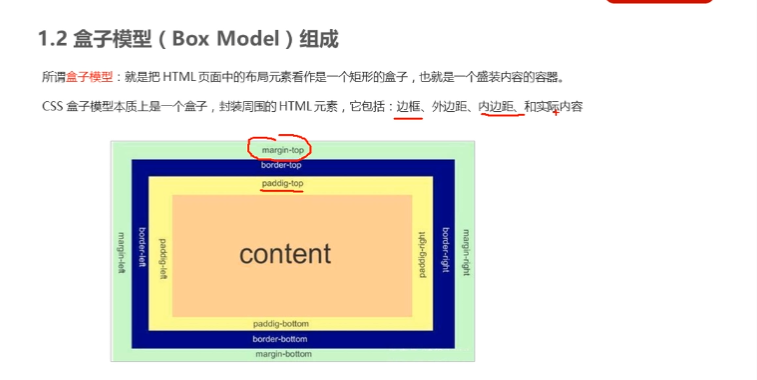 1.2 盒子模型（Box Model）组成
所谓盒子模型：就是把 HTML 页面中的布局元素看作是一个矩形的盒子，也就是一个盛装内容的容器。
CSS 盒子模型本质上是一个盒子，封装周围的 HTML 元素，它包括：边框、外边距、内边距、和实际内容
margin-top
border-top
paddig-top
margin-left
border-left
paddig-left
content
paddig-right
border-right
margin-right
paddig-bottom
border-bottom
margin-bottom